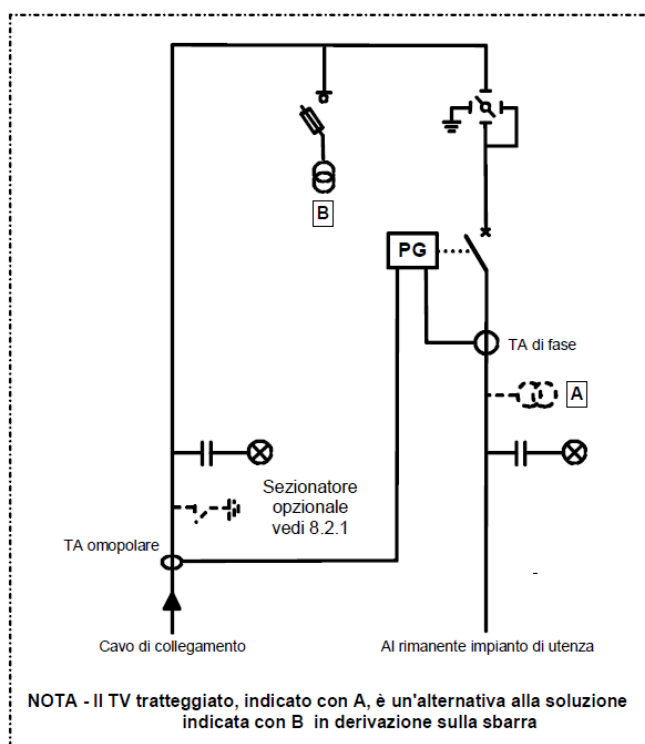 B
PG
TA di fase
A
Sezionatore
opzionale
vedi 8.2.1
TA omopolare
Cavo di collegamento
Al rimanente impianto di utenza
NOTA - Il TV tratteggiato, indicato con A, è un'alternativa alla soluzione
indicata con B in derivazione sulla sbarra